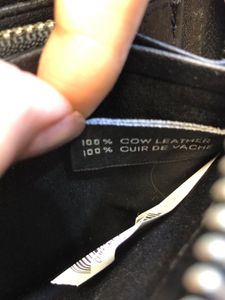 100% COW LEATHER
100% CUIR DE VACHE